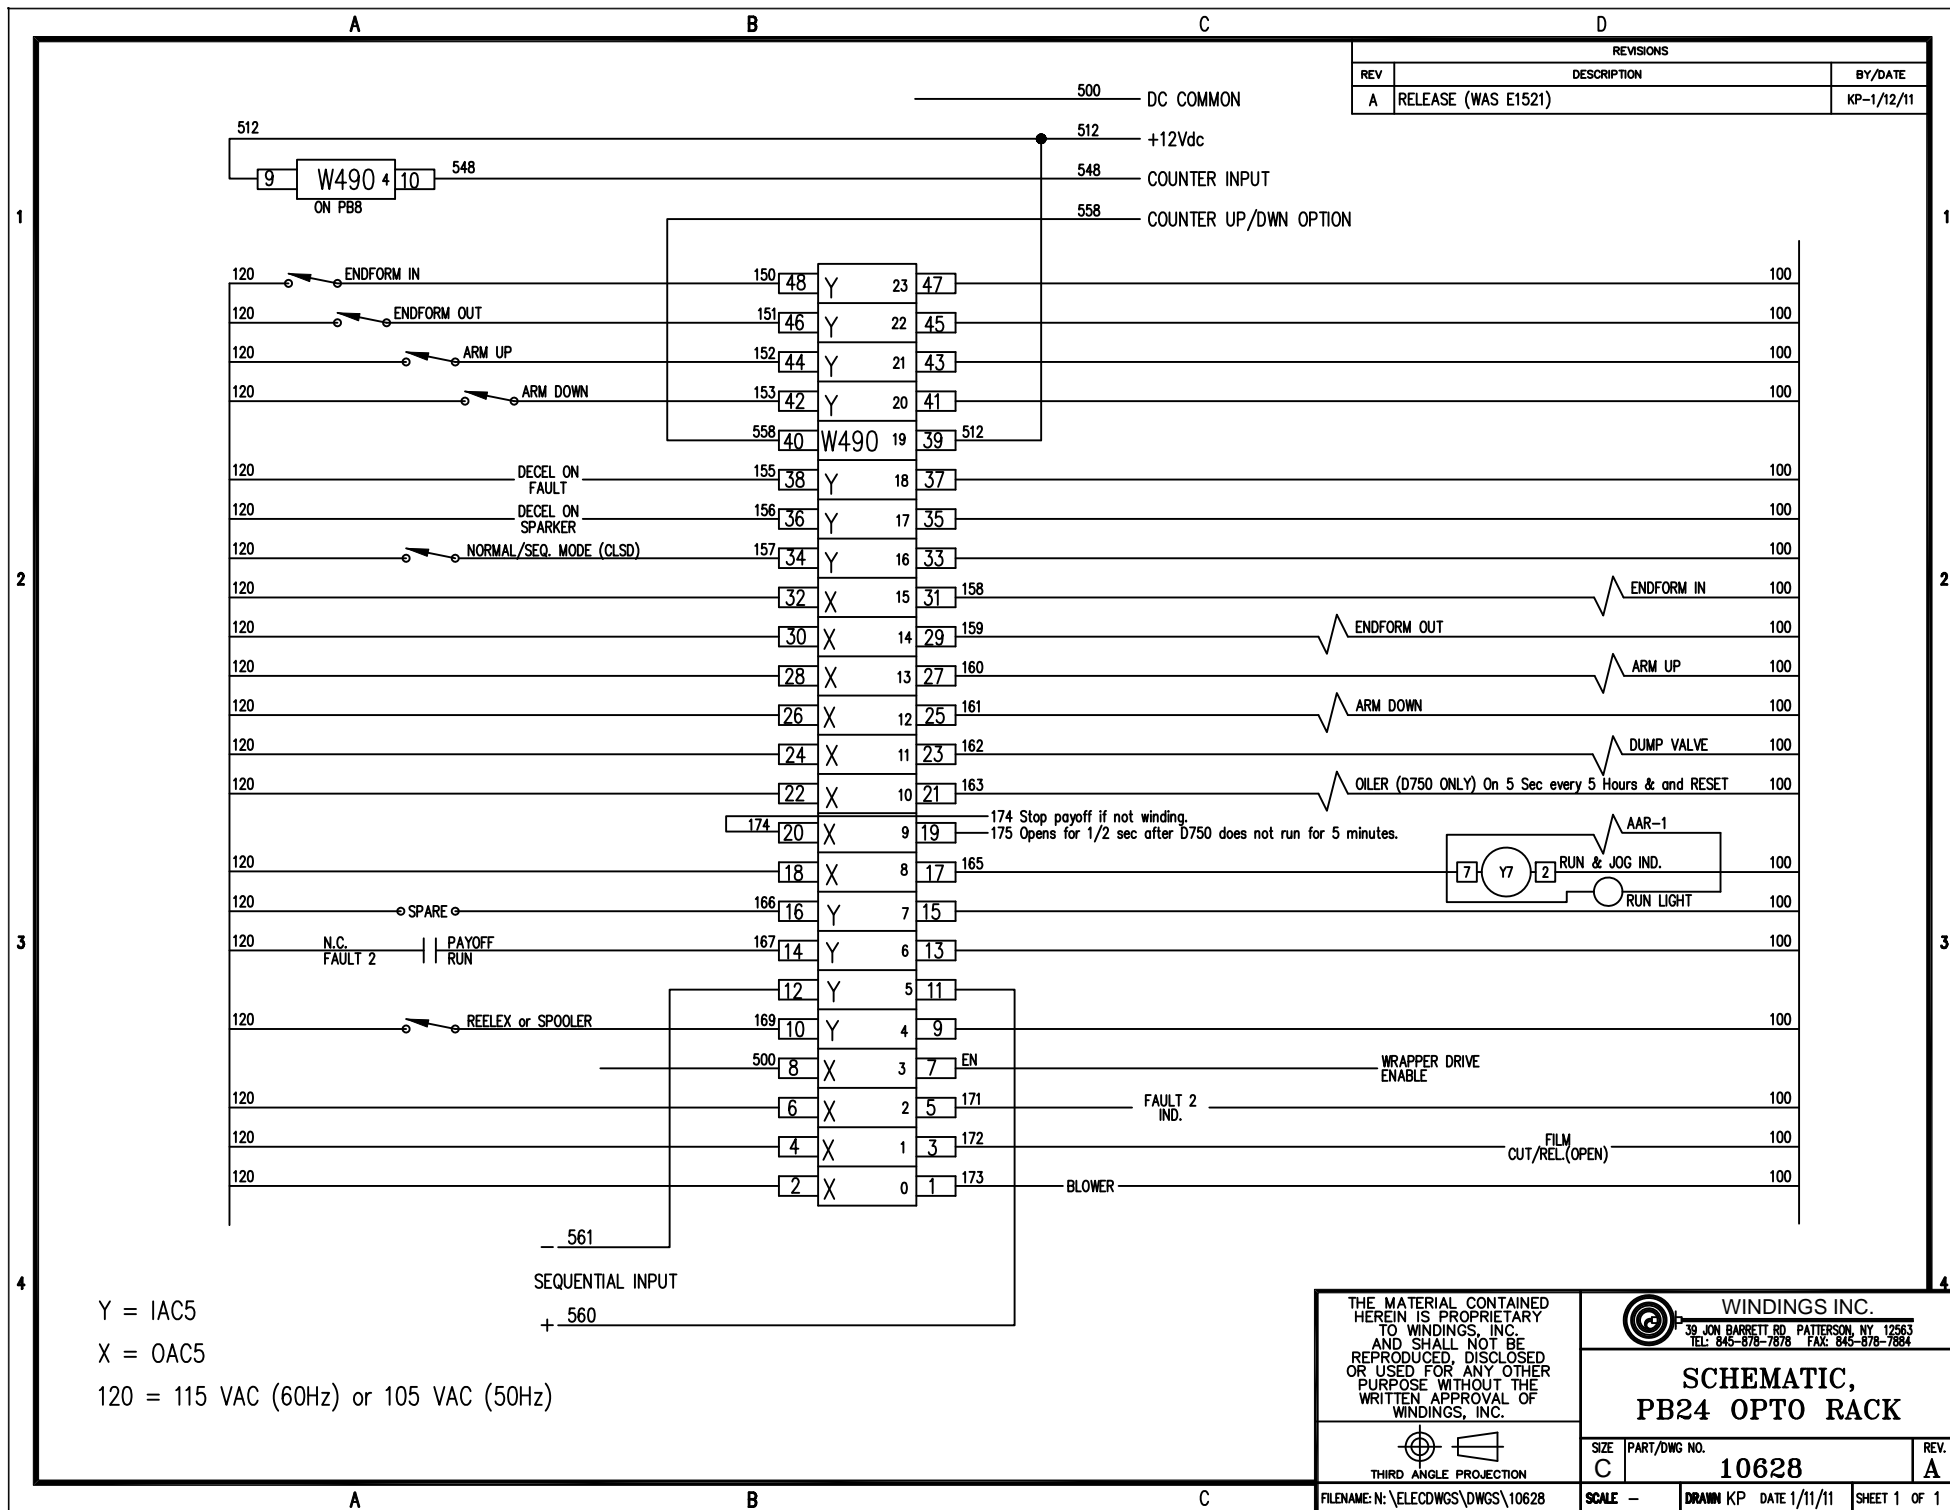 A B C D
REVISIONS
REV DESCRIPTION BY/DATE
A RELEASE (WAS E1521) KP-1/12/11
500 DC COMMON
512 512 +12Vdc
9 W490 4 10 548 548 COUNTER INPUT
ON PB8
1 1
558 COUNTER UP/DWN OPTION
120 ENDFORM IN 150 48 Y 23 47 100
120 ENDFORM OUT 151 46 Y 22 45 100
120 ARM UP 152 44 Y 21 43 100
120 ARM DOWN 153 42 Y 20 41 100
558 40 W490 19 39 512
120 DECEL ON 155 38 Y 18 37 100
FAULT
120 DECEL ON 156 36 Y 17 35 100
SPARKER
120 NORMAL/SEQ. MODE (CLSD) 157 34 Y 16 33 100
2 2
120 32 X 15 31 158 ENDFORM IN 100
120 30 X 14 29 159 ENDFORM OUT 100
120 28 X 13 27 160 ARM UP 100
120 26 X 12 25 161 ARM DOWN 100
120 24 X 11 23 162 DUMP VALVE 100
120 22 X 10 21 163 OILER (D750 ONLY) On 5 Sec every 5 Hours & and RESET 100
174 Stop payoff if not winding.
174 20 X 9 19 175 Opens for 1/2 sec after D750 does not run for 5 minutes.
AAR-1
120 18 X 8 17 165 7 Y7 2 RUN & JOG IND. 100
RUN LIGHT
120 SPARE 166 16 Y 7 15 100
3 3
120 N.C. PAYOFF 167 14 Y 6 13 100
FAULT 2 RUN
12 Y 5 11
120 REELEX or SPOOLER 169 10 Y 4 9 100
500 8 X 3 7 EN WRAPPER DRIVE
ENABLE
120 6 X 2 5 171 FAULT 2 100
IND.
120 4 X 1 3 172 FILM 100
CUT/REL.(OPEN)
120 2 X 0 1 173 BLOWER 100
− 561
SEQUENTIAL INPUT
+ 560
4 4
Y = IAC5
X = OAC5
120 = 115 VAC (60Hz) or 105 VAC (50Hz)
THE MATERIAL CONTAINED
HEREIN IS PROPRIETARY
TO WINDINGS, INC.
AND SHALL NOT BE
REPRODUCED, DISCLOSED
OR USED FOR ANY OTHER
PURPOSE WITHOUT THE
WRITTEN APPROVAL OF
WINDINGS, INC.
THIRD ANGLE PROJECTION
WINDINGS INC.
39 JON BARRETT RD PATTERSON, NY 12563
TEL: 845-878-7878 FAX: 845-878-7884
SCHEMATIC,
PB24 OPTO RACK
SIZE PART/DWG NO. REV.
C 10628 A
FILENAME: N:\ELECDWGS\DWGS\10628 SCALE − DRAWN KP DATE 1/11/11 SHEET 1 OF 1
A B C